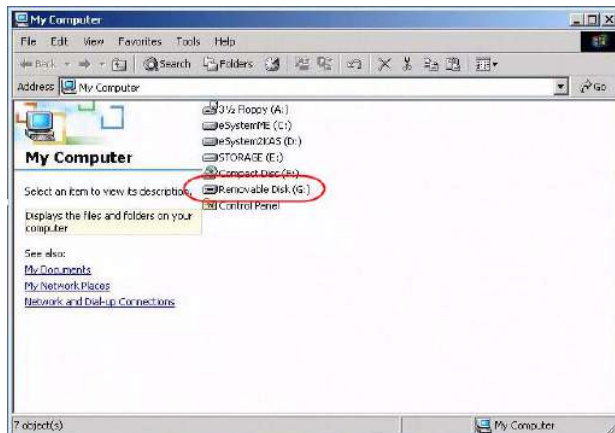 My Computer
File Edit View Favorites Tools Help
Back Search Folders
Address My Computer Go
3½ Floppy (A:)
eSystemME (C:)
eSystem2KAS (D:)
STORAGE (E:)
Compact Disc (F:)
Removable Disk (G:)
Control Panel
My Computer
Select an item to view its description.
Displays the files and folders on your
computer
See also:
My Documents
My Network Places
Network and Dial-up Connections
7 object(s) My Computer